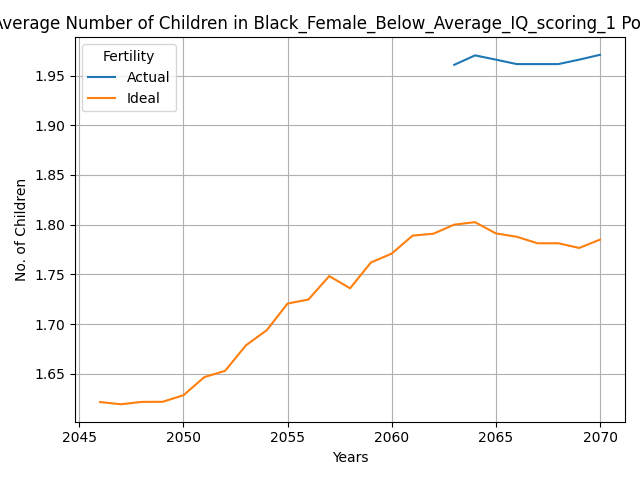 Average Number of Children in Black_Female_Below_Average_IQ_scoring_1 Po
Fertility
Actual
Ideal
1.95
1.90
1.85
1.80
1.75
1.70
1.65
No. of Children
2045 2050 2055 2060 2065 2070
Years